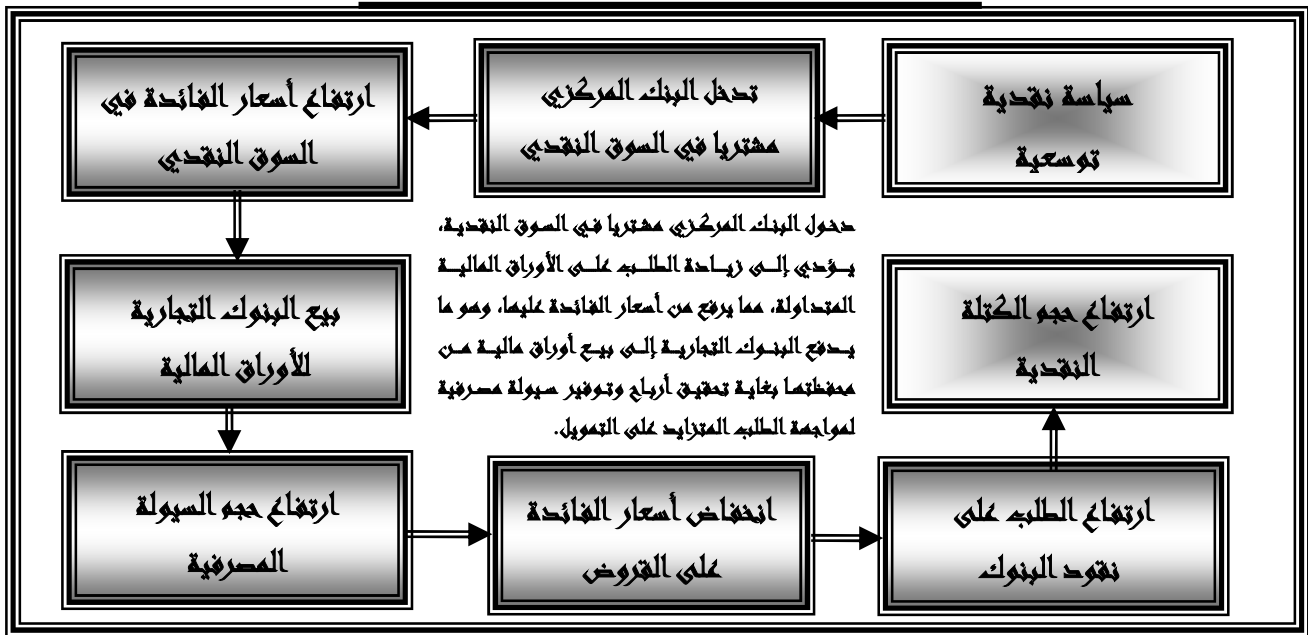 سياسة نقدية
توسعية
تدخل البنك المركزي
مشتريا في السوق النقدي
ارتفاع أسعار الفائدة في
السوق النقدي
بيع البنوك التجارية
للأوراق المالية
ارتفاع حجم السيولة
المصرفية
انخفاض أسعار الفائدة
على القروض
ارتفاع الطلب على
نقود البنوك
ارتفاع حجم الكتلة
النقدية
دخول البنك المركزي مشتريا في السوق النقدية،
يؤدي إلى زيادة الطلب على الأوراق المالية
المتداولة، مما يرفع من أسعار الفائدة عليها، وهو ما
يدفع البنوك التجارية إلى بيع أوراق مالية من
محفظتها بغاية تحقيق أرباح وتوفير سيولة مصرفية
لمواجهة الطلب المتزايد على التمويل.